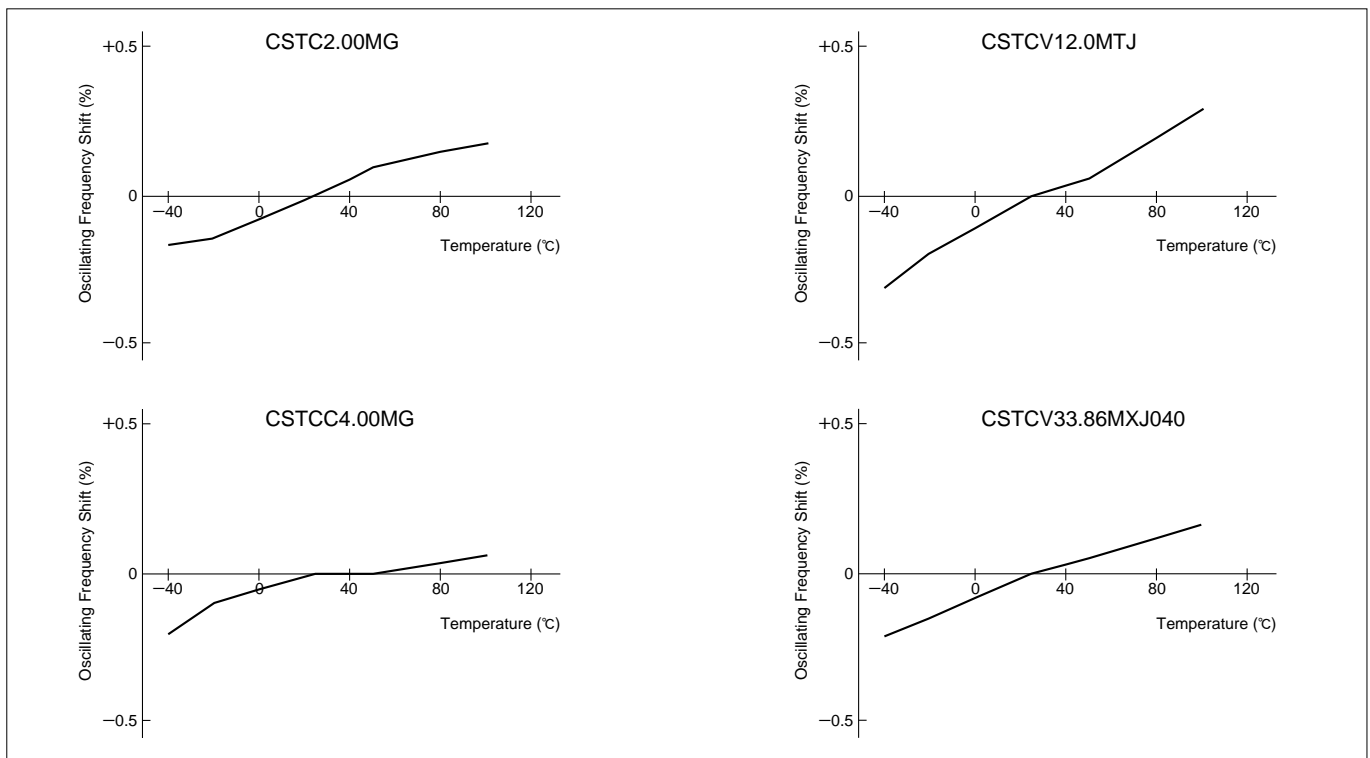 CSTC2.00MG
+0.5
0
−0.5
Oscillating Frequency Shift (%)
−40
0
40
80
120
Temperature (℃)
CSTCV12.0MTJ
+0.5
0
−0.5
Oscillating Frequency Shift (%)
−40
0
40
80
120
Temperature (℃)
CSTCC4.00MG
+0.5
0
−0.5
Oscillating Frequency Shift (%)
−40
0
40
80
120
Temperature (℃)
CSTCV33.86MXJ040
+0.5
0
−0.5
Oscillating Frequency Shift (%)
−40
0
40
80
120
Temperature (℃)